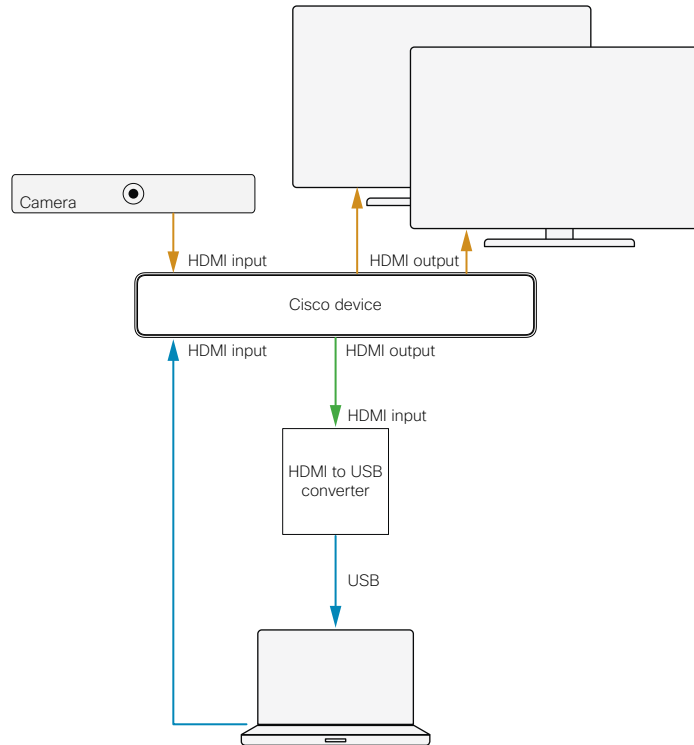 Camera
HDMI input
HDMI output
Cisco device
HDMI input
HDMI output
HDMI input
HDMI to USB
converter
USB